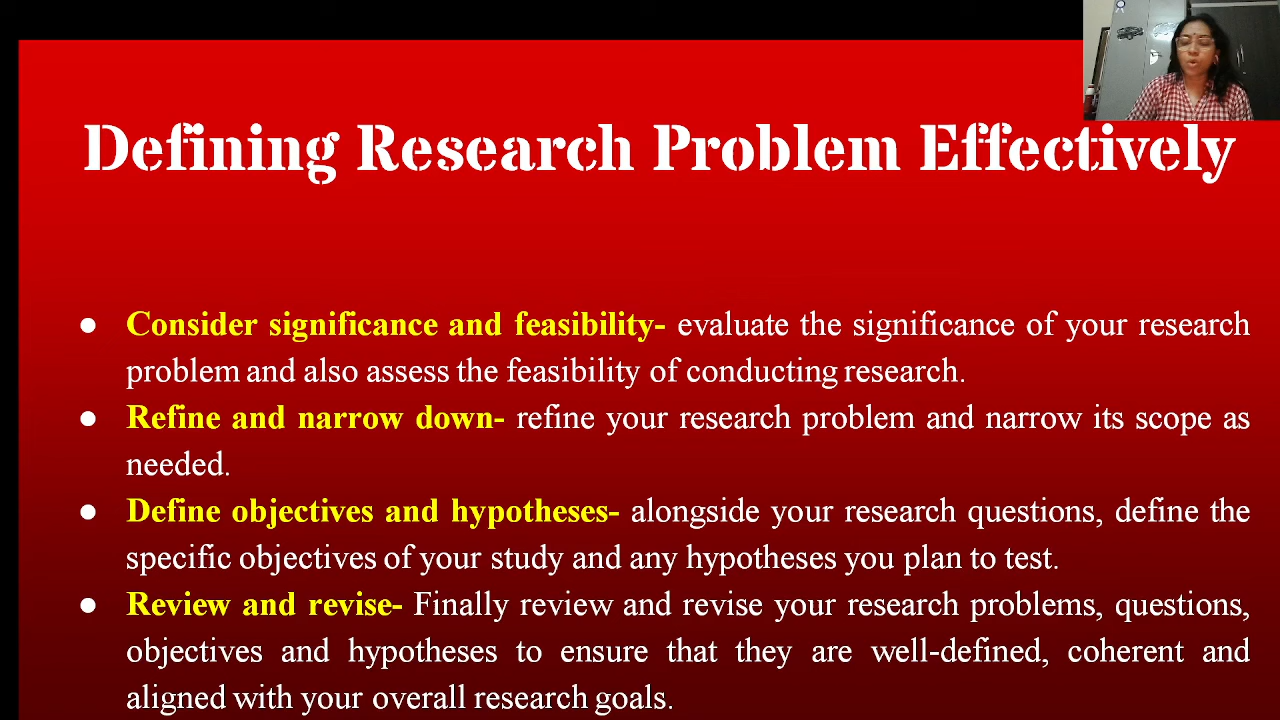 Defining Research Problem Effectively
● Consider significance and feasibility- evaluate the significance of your research
problem and also assess the feasibility of conducting research.
● Refine and narrow down- refine your research problem and narrow its scope as
needed.
● Define objectives and hypotheses- alongside your research questions, define the
specific objectives of your study and any hypotheses you plan to test.
● Review and revise- Finally review and revise your research problems, questions,
objectives and hypotheses to ensure that they are well-defined, coherent and
aligned with your overall research goals.